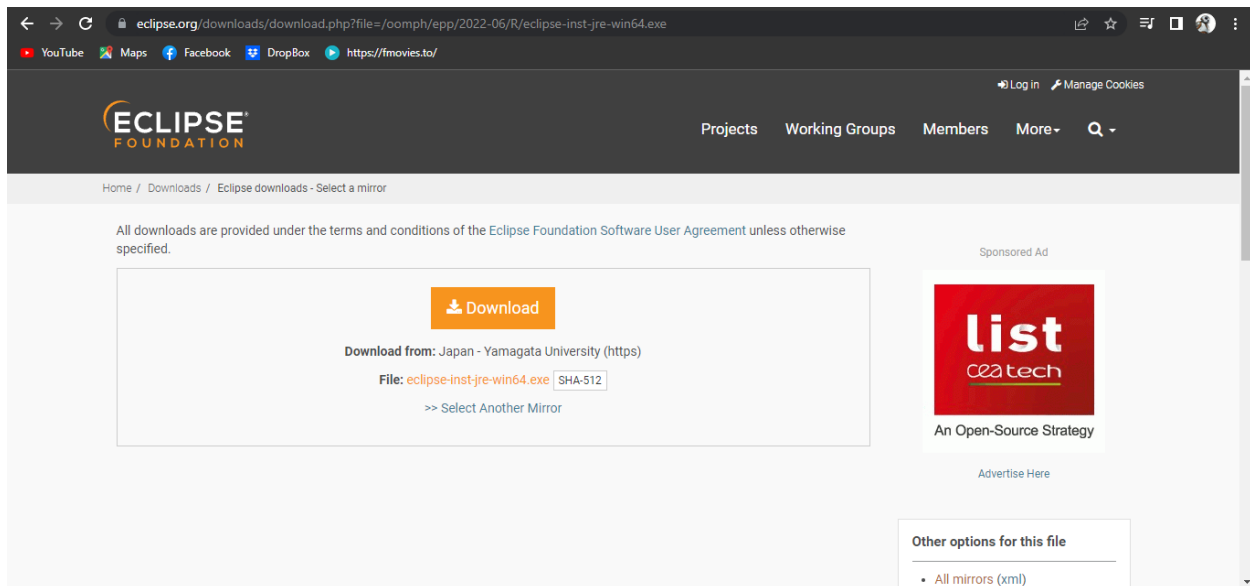 eclipse.org/downloads/download.php?file=/oomph/epp/2022-06/R/eclipse-inst-jre-win64.exe
YouTube Maps Facebook DropBox https://fmovies.to/
Log in Manage Cookies
ECLIPSE
FOUNDATION
Projects Working Groups Members More
Home / Downloads / Eclipse downloads - Select a mirror
All downloads are provided under the terms and conditions of the Eclipse Foundation Software User Agreement unless otherwise
specified.
Download
Download from: Japan - Yamagata University (https)
File: eclipse-inst-jre-win64.exe SHA-512
>> Select Another Mirror
Sponsored Ad
list
cea tech
An Open-Source Strategy
Advertise Here
Other options for this file
• All mirrors (xml)